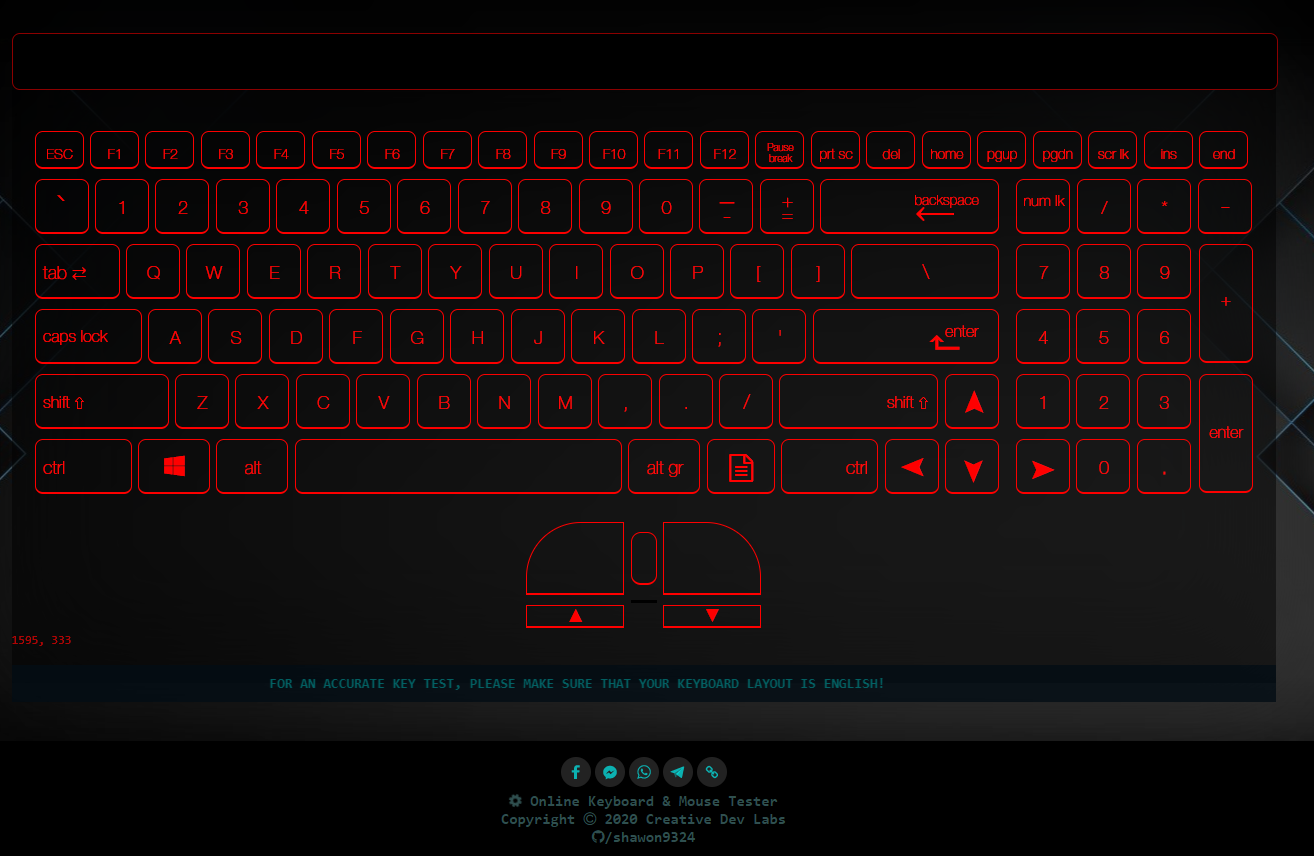 ESC F1 F2 F3 F4 F5 F6 F7 F8 F9 F10 F11 F12 Pause break prt sc del home pgup pgdn scr lk Ins end
` 1 2 3 4 5 6 7 8 9 0 — - + = backspace num lk / * -
tab ⇄ Q W E R T Y U I O P [ ] \ 7 8 9 +
caps lock A S D F G H J K L ; ' enter 4 5 6
shift ⇧ Z X C V B N M , . / shift ⇧ 1 2 3 enter
ctrl alt alt gr ctrl 0 .
▲ ▼
1595, 333
FOR AN ACCURATE KEY TEST, PLEASE MAKE SURE THAT YOUR KEYBOARD LAYOUT IS ENGLISH!
Online Keyboard & Mouse Tester
Copyright © 2020 Creative Dev Labs
/shawon9324